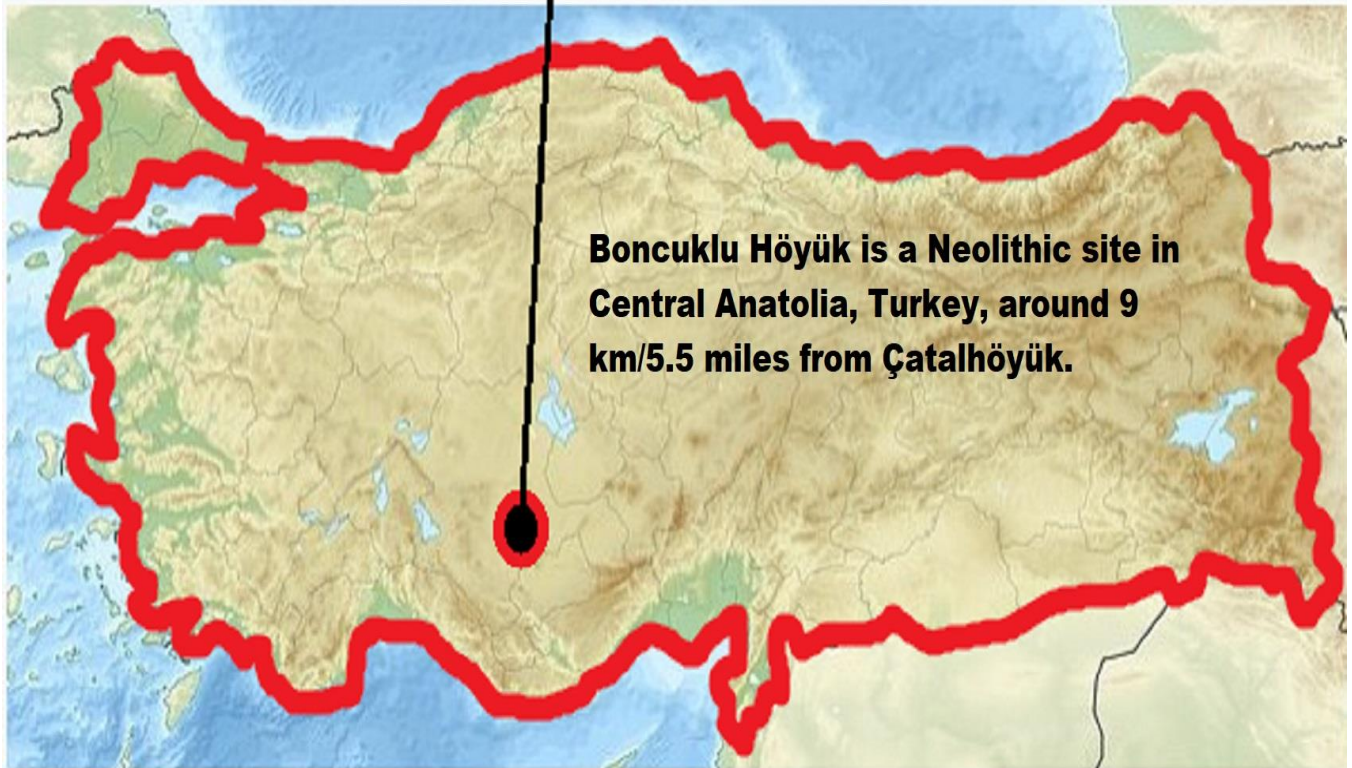 Boncuklu Höyük is a Neolithic site in
Central Anatolia, Turkey, around 9
km/5.5 miles from Çatalhöyük.